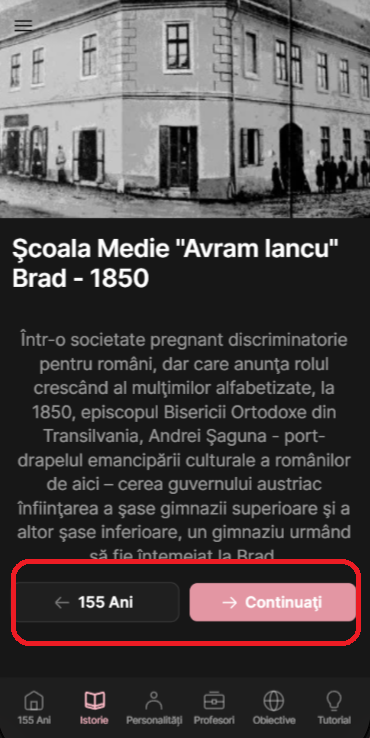 Şcoala Medie "Avram Iancu"
Brad - 1850
Într-o societate pregnant discriminatorie
pentru români, dar care anunţa rolul
crescând al mulţimilor alfabetizate, la
1850, episcopul Bisericii Ortodoxe din
Transilvania, Andrei Şaguna - port-
drapelul emancipării culturale a românilor
de aici – cerea guvernului austriac
înfiinţarea a şase gimnazii superioare şi a
altor şase inferioare, un gimnaziu urmând
să fie întemeiat la Brad
← 155 Ani
→ Continuaţi
155 Ani
Istorie
Personalități
Profesori
Obiective
Tutorial